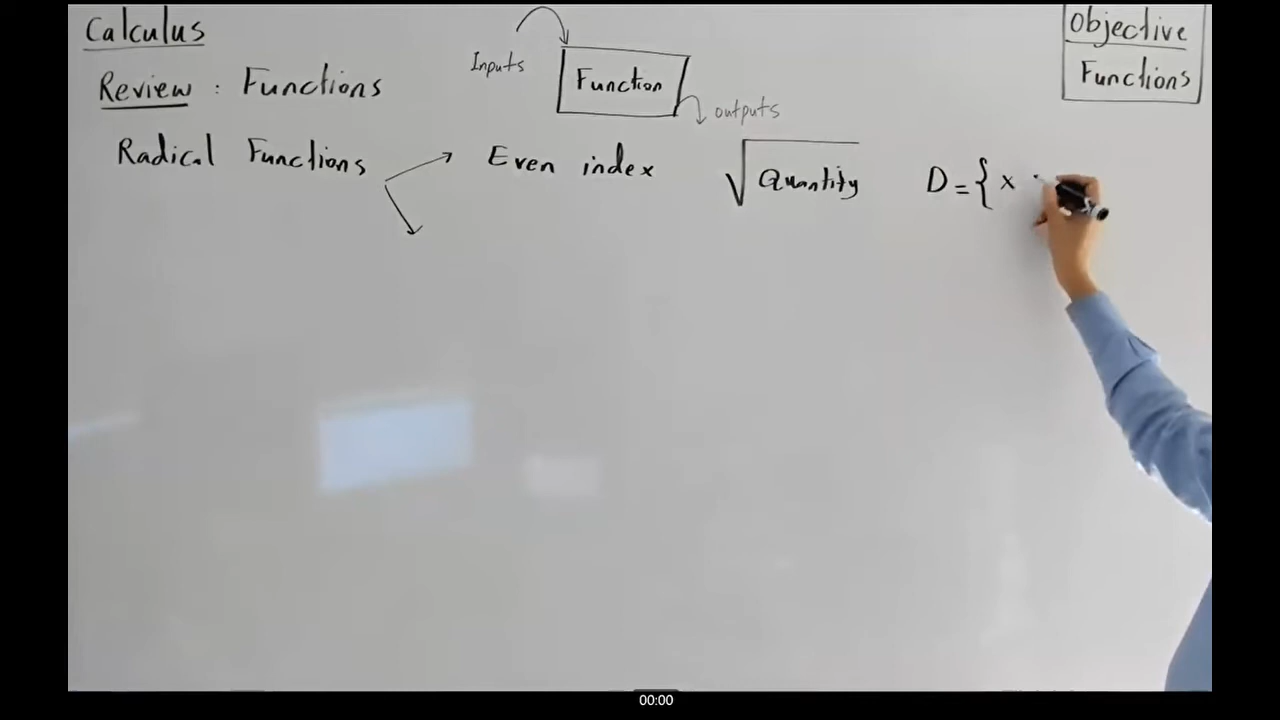 Calculus
Review : Functions
Inputs
Function
outputs
Objective
Functions
Radical Functions
Even index
√Quantity
D = { x
00:00